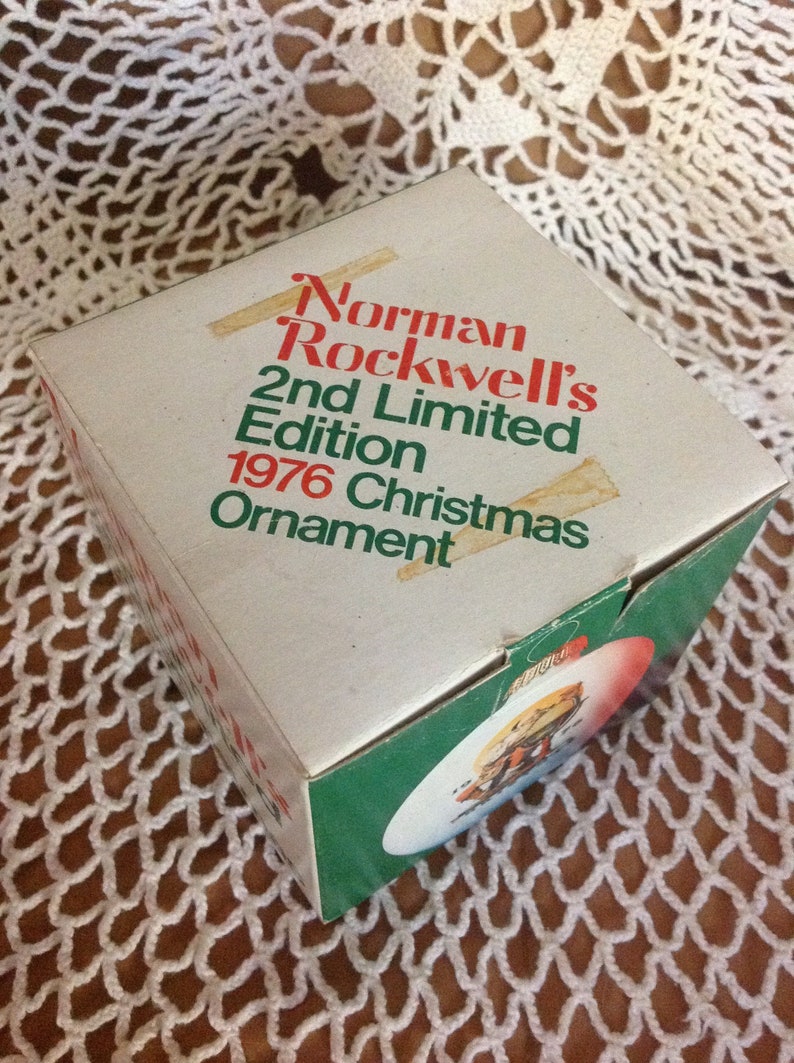 Norman
Rockwell's
2nd Limited
Edition
1976 Christmas
Ornament